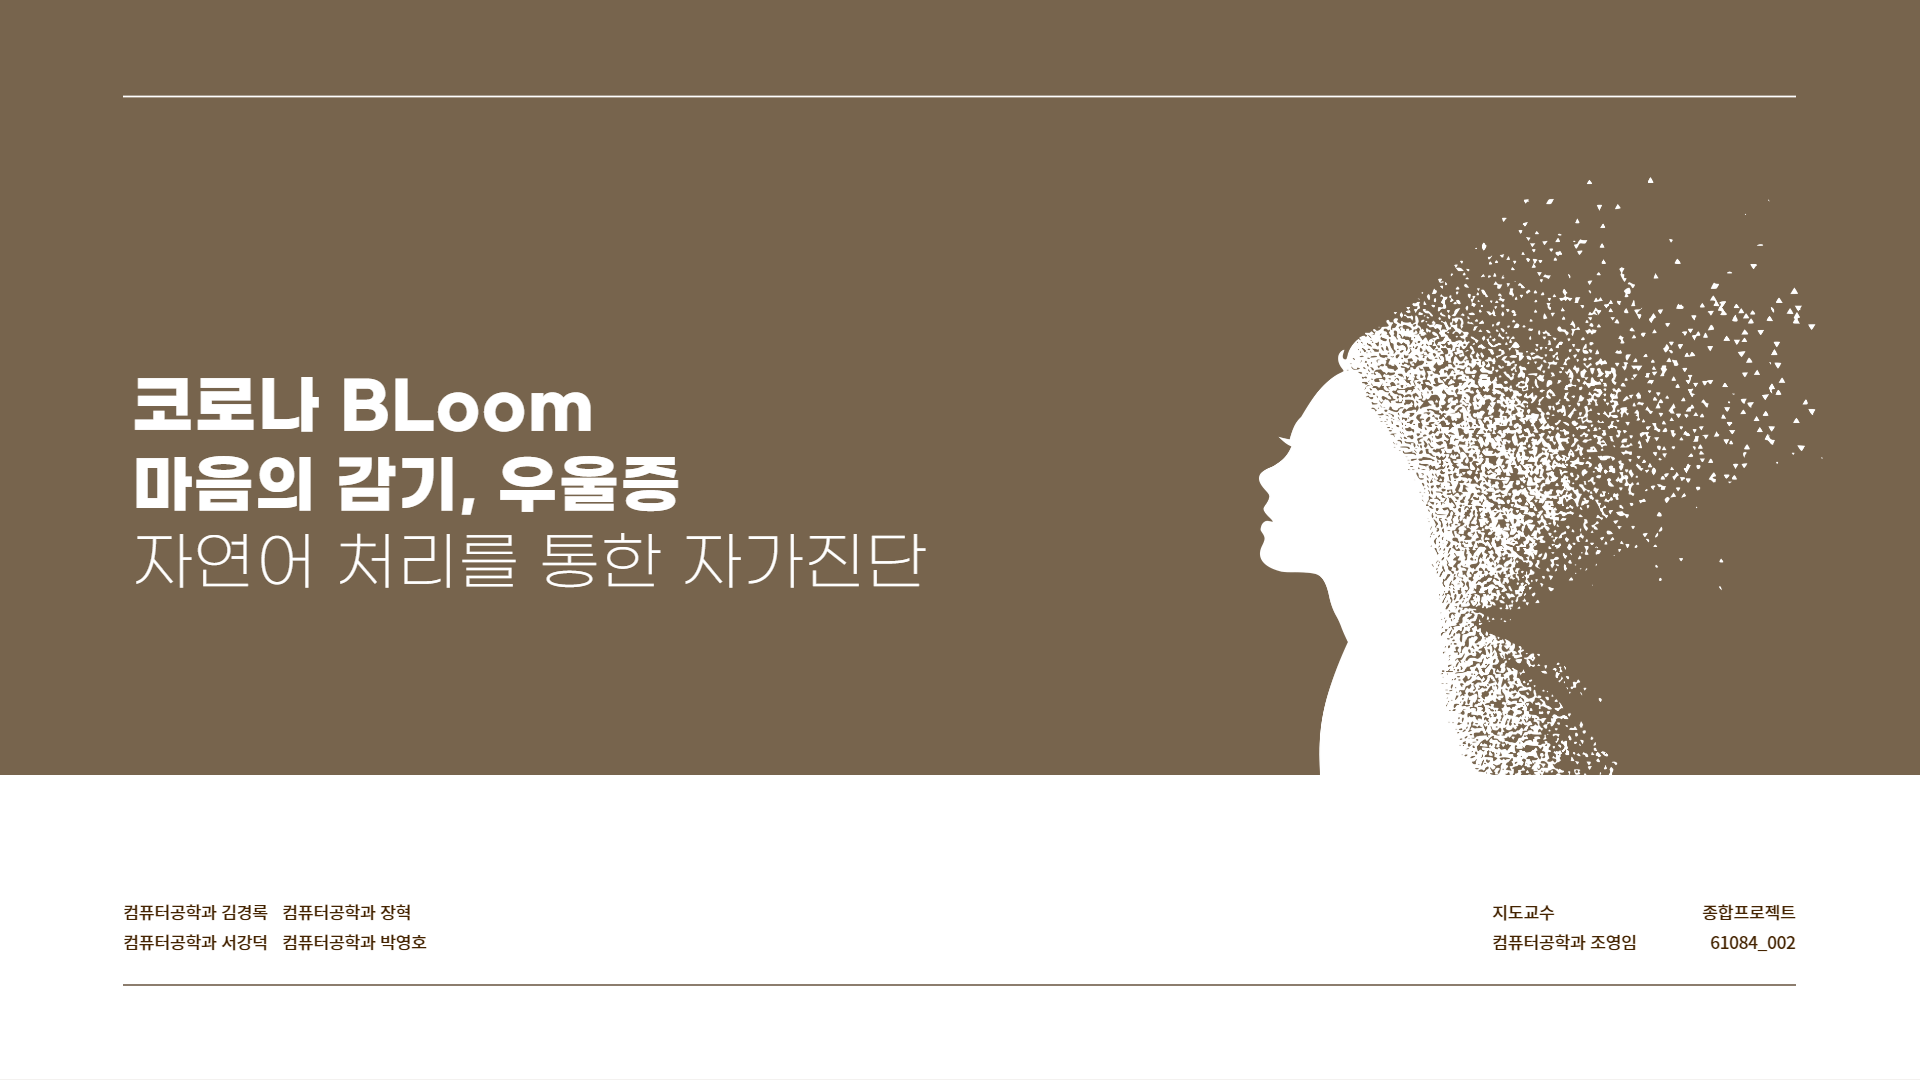 코로나 BLoom
마음의 감기, 우울증
자연어 처리를 통한 자가진단
컴퓨터공학과 김경록 컴퓨터공학과 장혁
컴퓨터공학과 서강덕 컴퓨터공학과 박영호
지도교수
컴퓨터공학과 조영임
종합프로젝트
61084_002